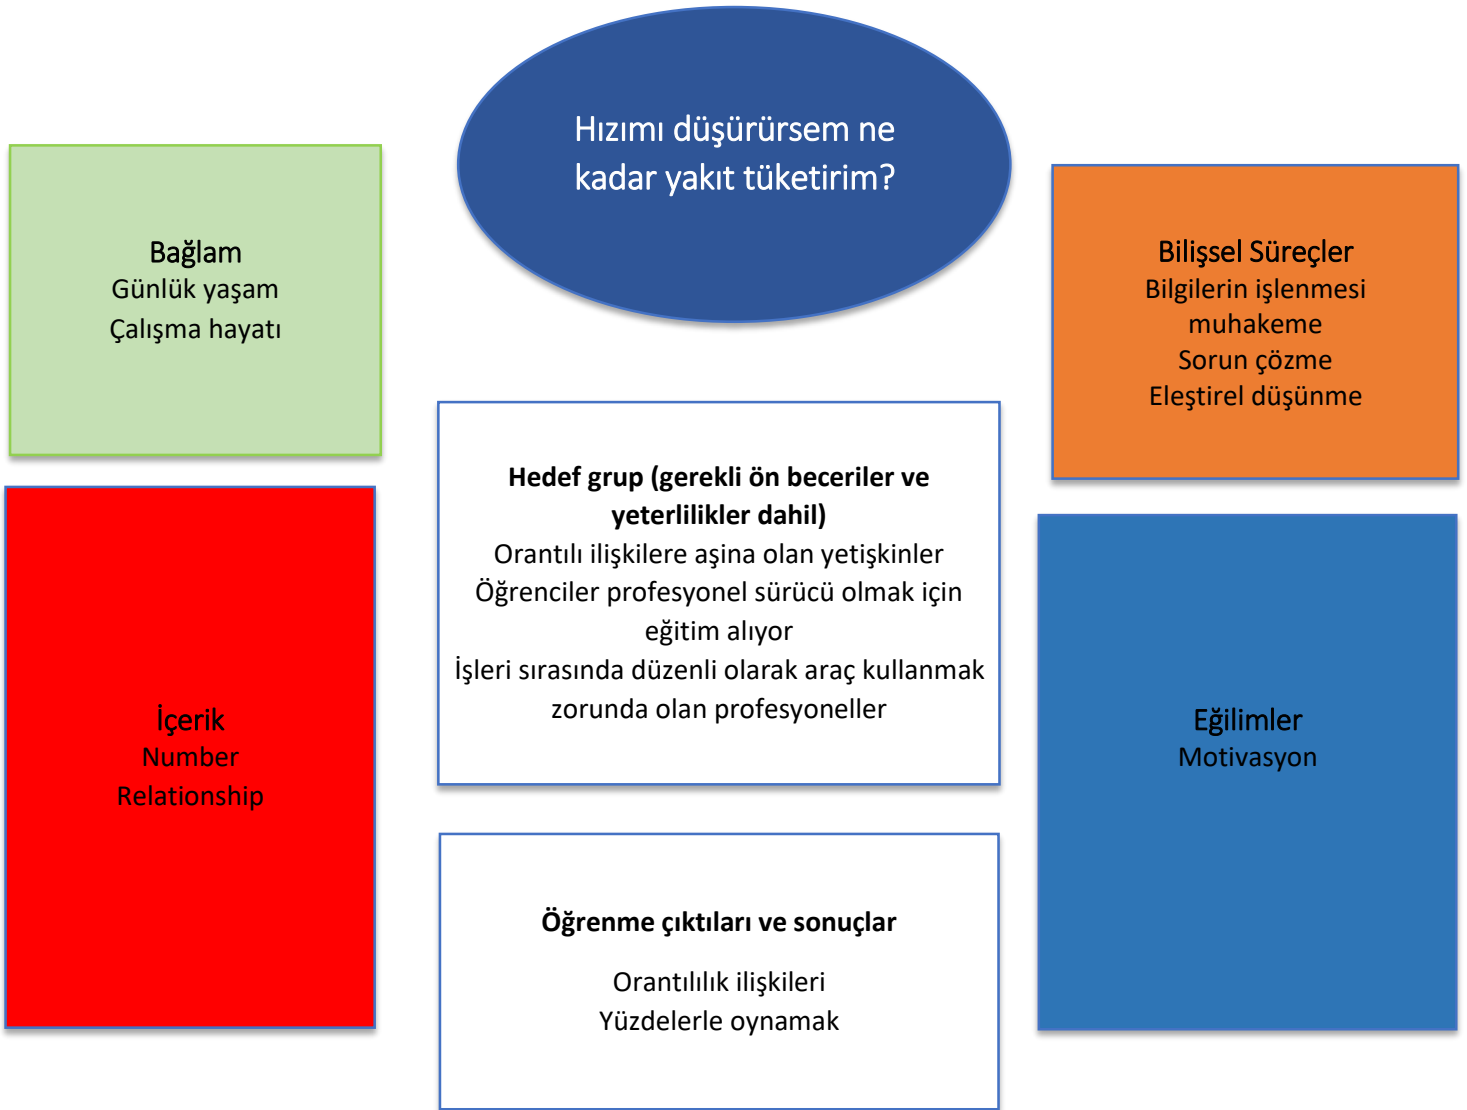 Hızımı düşürürsem ne
kadar yakıt tüketirim?
Bağlam
Günlük yaşam
Çalışma hayatı
Bilişsel Süreçler
Bilgilerin işlenmesi
muhakeme
Sorun çözme
Eleştirel düşünme
Hedef grup (gerekli ön beceriler ve
yeterlilikler dahil)
Orantılı ilişkilere aşina olan yetişkinler
Öğrenciler profesyonel sürücü olmak için
eğitim alıyor
İşleri sırasında düzenli olarak araç kullanmak
zorunda olan profesyoneller
İçerik
Number
Relationship
Eğilimler
Motivasyon
Öğrenme çıktıları ve sonuçlar
Orantılılık ilişkileri
Yüzdelerle oynamak